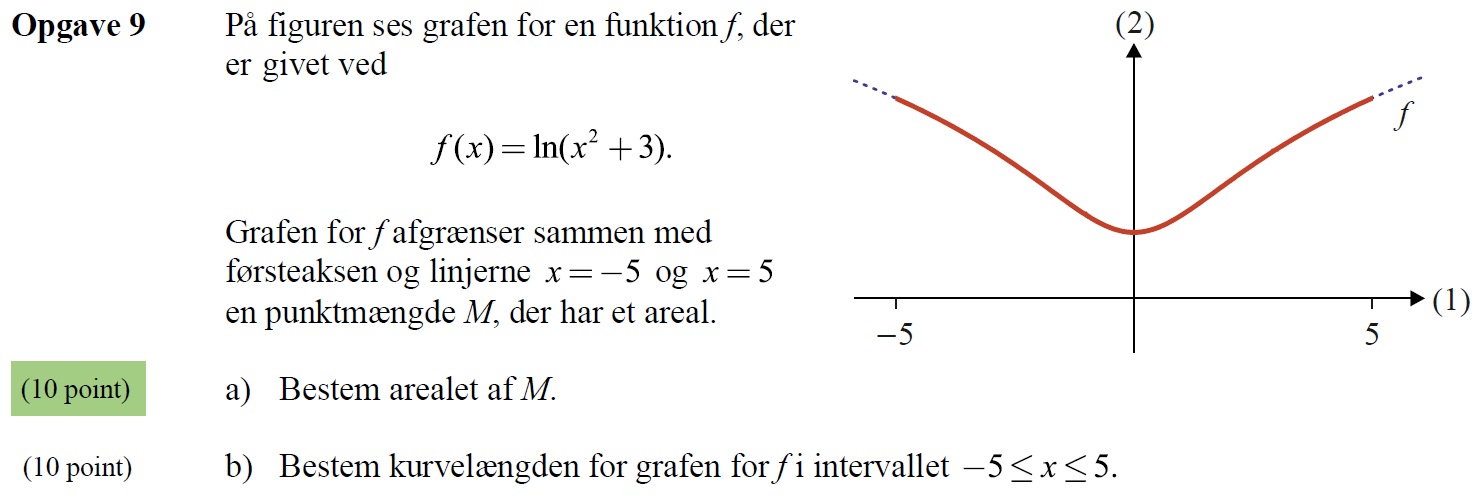 Opgave 9 På figuren ses grafen for en funktion f, der
er givet ved
f(x) = ln(x² + 3).
Grafen for f afgrænser sammen med
førsteaksen og linjerne x = −5 og x = 5
en punktmængde M, der har et areal.
(2)
f
(1)
−5
5
(10 point) a) Bestem arealet af M.
(10 point) b) Bestem kurvelængden for grafen for f i intervallet −5 ≤ x ≤ 5.